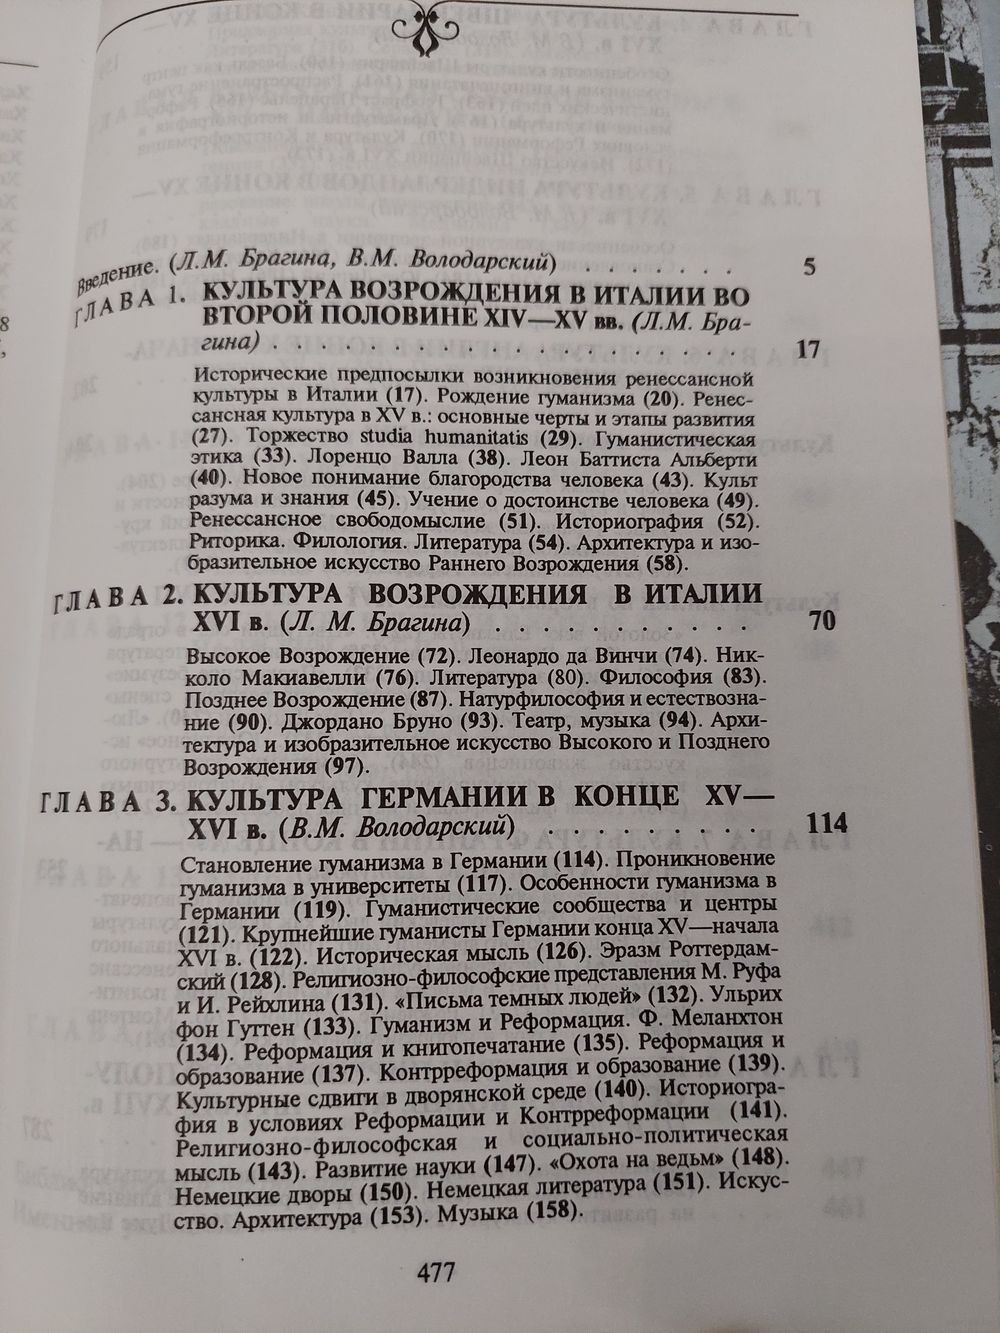 Введение. (Л.М. Брагина, В.М. Володарский) . . . . . . . 5
ГЛАВА 1. КУЛЬТУРА ВОЗРОЖДЕНИЯ В ИТАЛИИ ВО
ВТОРОЙ ПОЛОВИНЕ XIV—XV вв. (Л.М. Бра-
гина) . . . . . . . . . . . . . . . . . . . . 17
Исторические предпосылки возникновения ренессансной
культуры в Италии (17). Рождение гуманизма (20). Ренес-
сансная культура в XV в.: основные черты и этапы развития
(27). Торжество studia humanitatis (29). Гуманистическая
этика (33). Лоренцо Валла (38). Леон Баттиста Альберти
(40). Новое понимание благородства человека (43). Культ
разума и знания (45). Учение о достоинстве человека (49).
Ренессансное свободомыслие (51). Историография (52).
Риторика. Филология. Литература (54). Архитектура и изо-
бразительное искусство Раннего Возрождения (58).
ГЛАВА 2. КУЛЬТУРА ВОЗРОЖДЕНИЯ В ИТАЛИИ
XVI в. (Л. М. Брагина) . . . . . . . . . . . 70
Высокое Возрождение (72). Леонардо да Винчи (74). Ник-
коло Макиавелли (76). Литература (80). Философия (83).
Позднее Возрождение (87). Натурфилософия и естествозна-
ние (90). Джордано Бруно (93). Театр, музыка (94). Архи-
тектура и изобразительное искусство Высокого и Позднего
Возрождения (97).
ГЛАВА 3. КУЛЬТУРА ГЕРМАНИИ В КОНЦЕ XV—
XVI в. (В.М. Володарский) . . . . . . . . . 114
Становление гуманизма в Германии (114). Проникновение
гуманизма в университеты (117). Особенности гуманизма в
Германии (119). Гуманистические сообщества и центры
(121). Крупнейшие гуманисты Германии конца XV—начала
XVI в. (122). Историческая мысль (126). Эразм Роттердам-
ский (128). Религиозно-философские представления М. Руфа
и И. Рейхлина (131). «Письма темных людей» (132). Ульрих
фон Гуттен (133). Гуманизм и Реформация. Ф. Меланхтон
(134). Реформация и книгопечатание (135). Реформация и
образование (137). Контрреформация и образование (139).
Культурные сдвиги в дворянской среде (140). Историогра-
фия в условиях Реформации и Контрреформации (141).
Религиозно-философская и социально-политическая
мысль (143). Развитие науки (147). «Охота на ведьм» (148).
Немецкие дворы (150). Немецкая литература (151). Искус-
ство. Архитектура (153). Музыка (158).
477